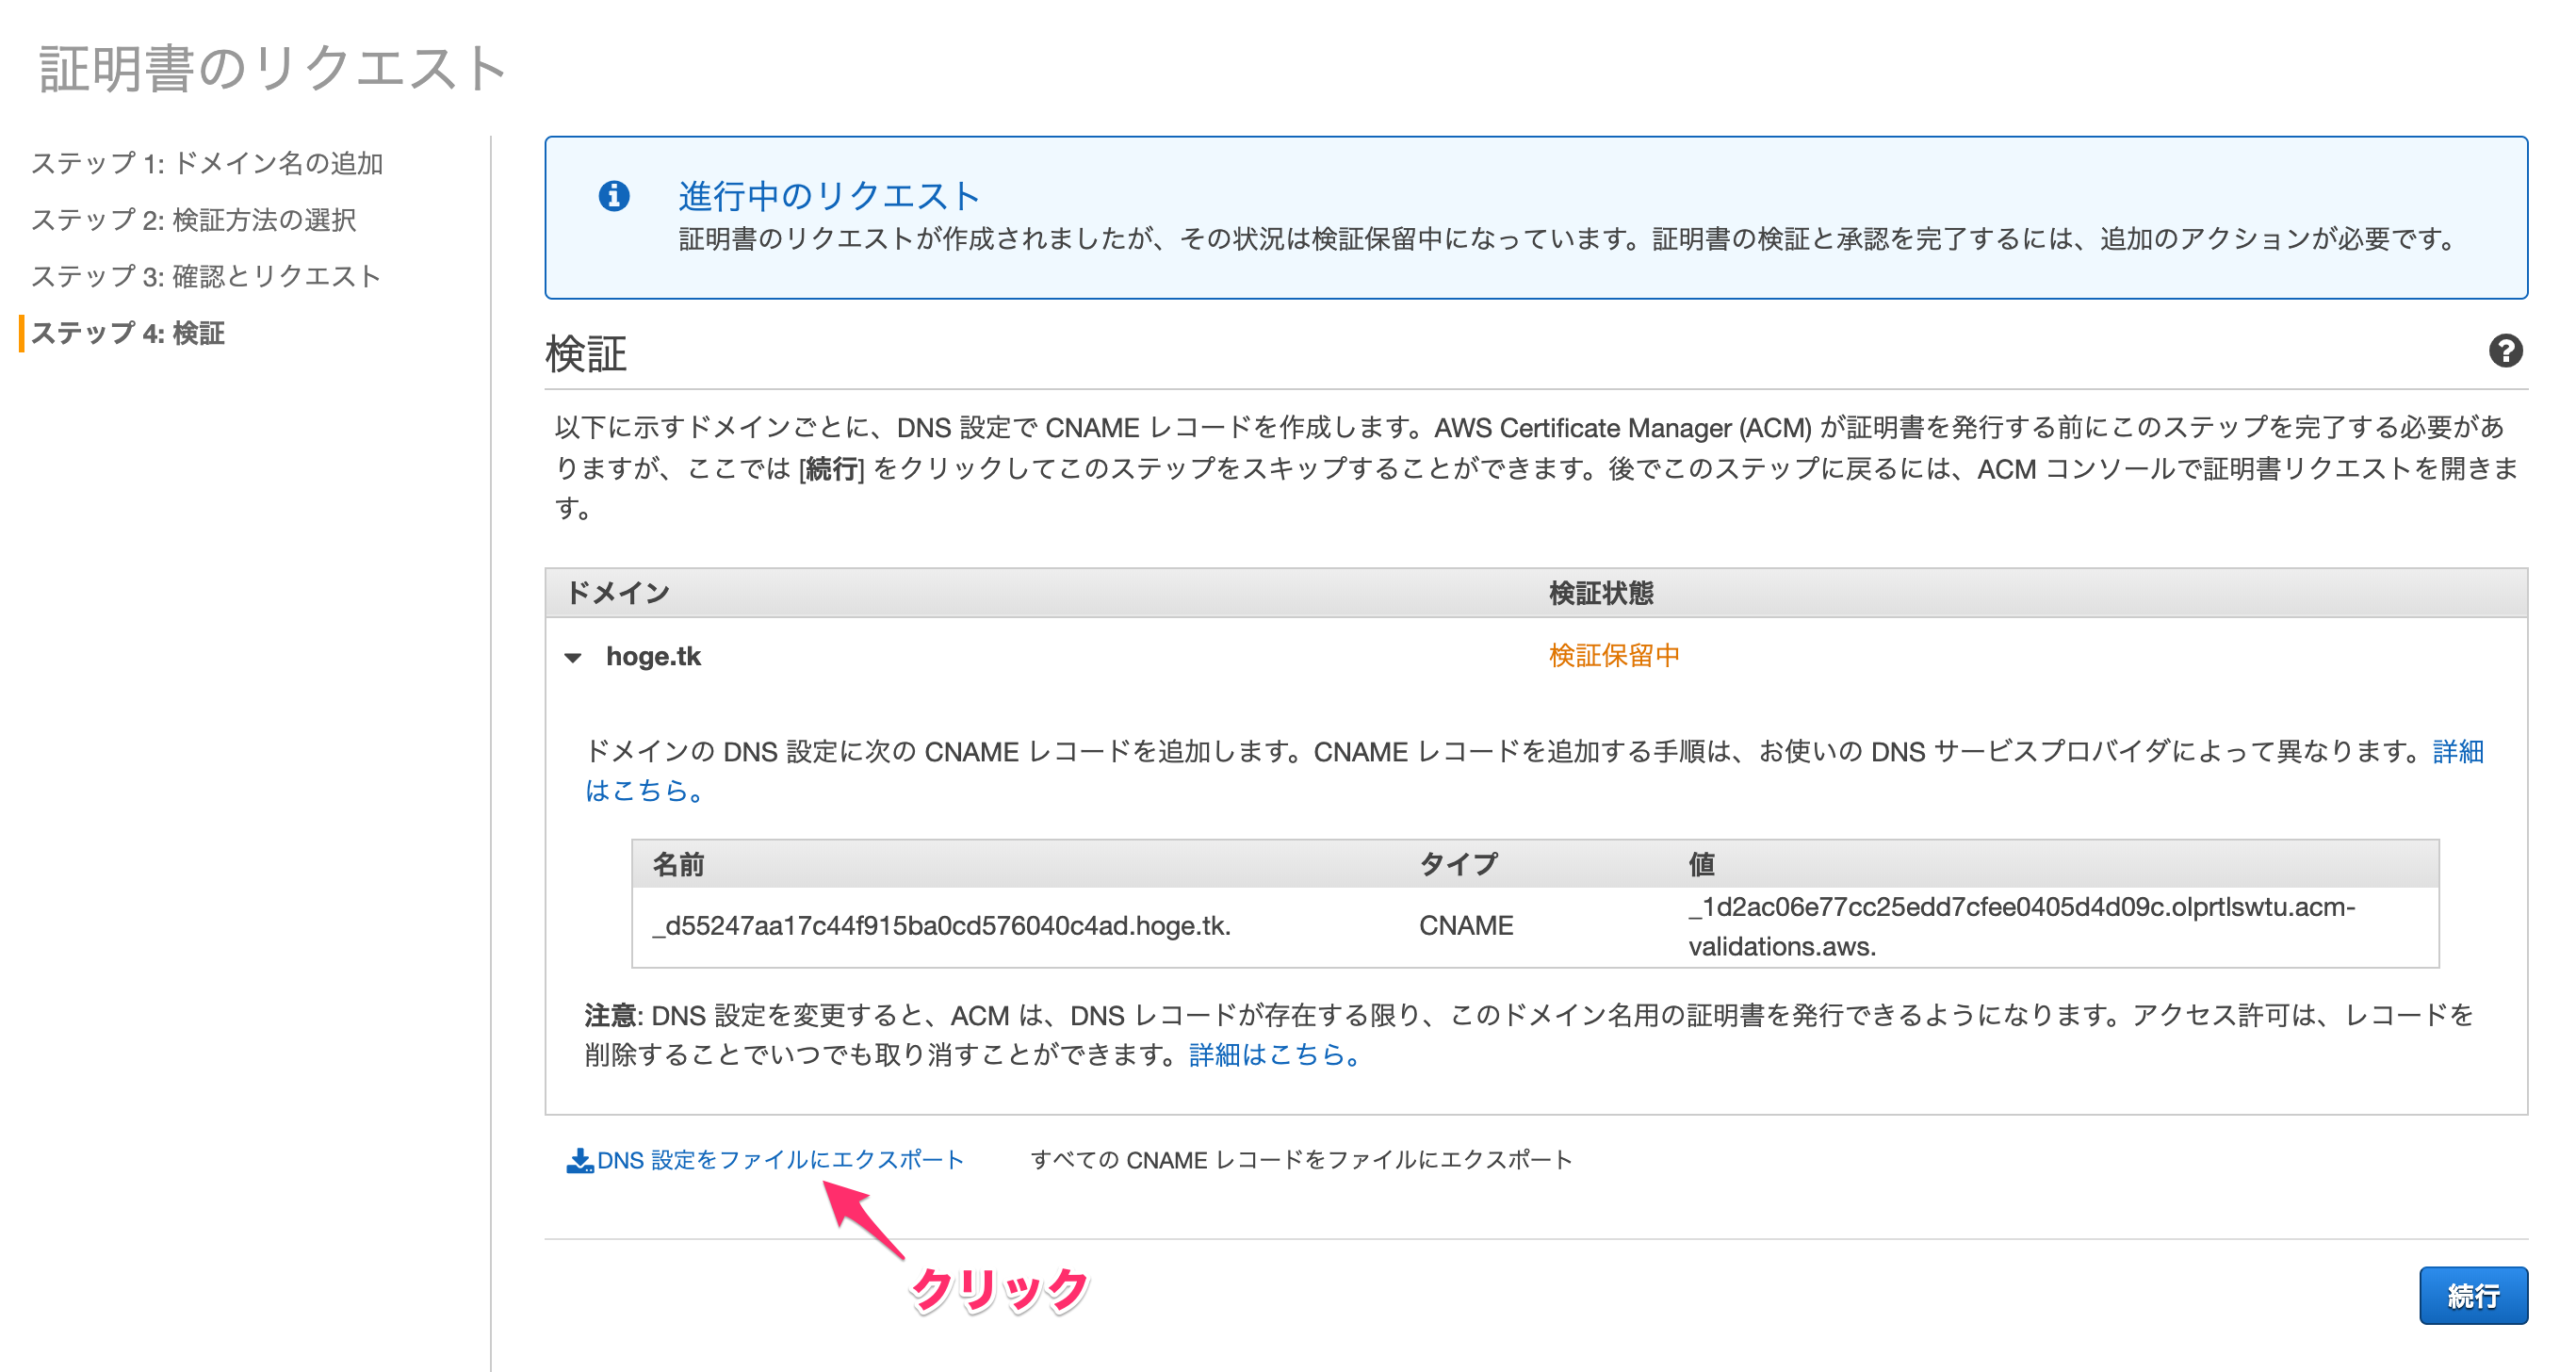 証明書のリクエスト
ステップ 1: ドメイン名の追加
ステップ 2: 検証方法の選択
ステップ 3: 確認とリクエスト
ステップ 4: 検証
進行中のリクエスト
証明書のリクエストが作成されましたが、その状況は検証保留中になっています。証明書の検証と承認を完了するには、追加のアクションが必要です。
検証
以下に示すドメインごとに、DNS 設定で CNAME レコードを作成します。AWS Certificate Manager (ACM) が証明書を発行する前にこのステップを完了する必要があ
りますが、ここでは [続行] をクリックしてこのステップをスキップすることができます。後でこのステップに戻るには、ACM コンソールで証明書リクエストを開きま
す。
ドメイン 検証状態
hoge.tk 検証保留中
ドメインの DNS 設定に次の CNAME レコードを追加します。CNAME レコードを追加する手順は、お使いの DNS サービスプロバイダによって異なります。詳細
はこちら。
名前 タイプ 値
_d55247aa17c44f915ba0cd576040c4ad.hoge.tk. CNAME _1d2ac06e77cc25edd7cfee0405d4d09c.olprtlswtu.acm-
validations.aws.
注意: DNS 設定を変更すると、ACM は、DNS レコードが存在する限り、このドメイン名用の証明書を発行できるようになります。アクセス許可は、レコードを
削除することでいつでも取り消すことができます。詳細はこちら。
DNS 設定をファイルにエクスポート すべての CNAME レコードをファイルにエクスポート
クリック
続行